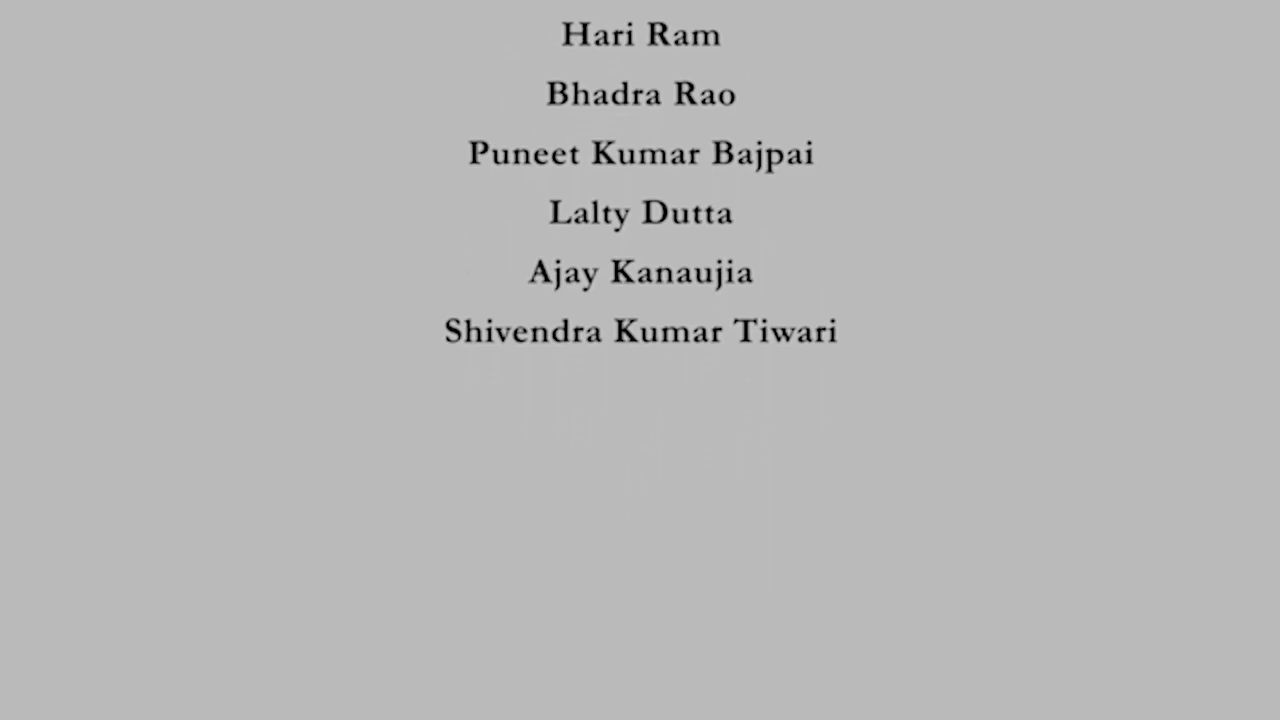 Hari Ram
Bhadra Rao
Puneet Kumar Bajpai
Lalty Dutta
Ajay Kanaujia
Shivendra Kumar Tiwari